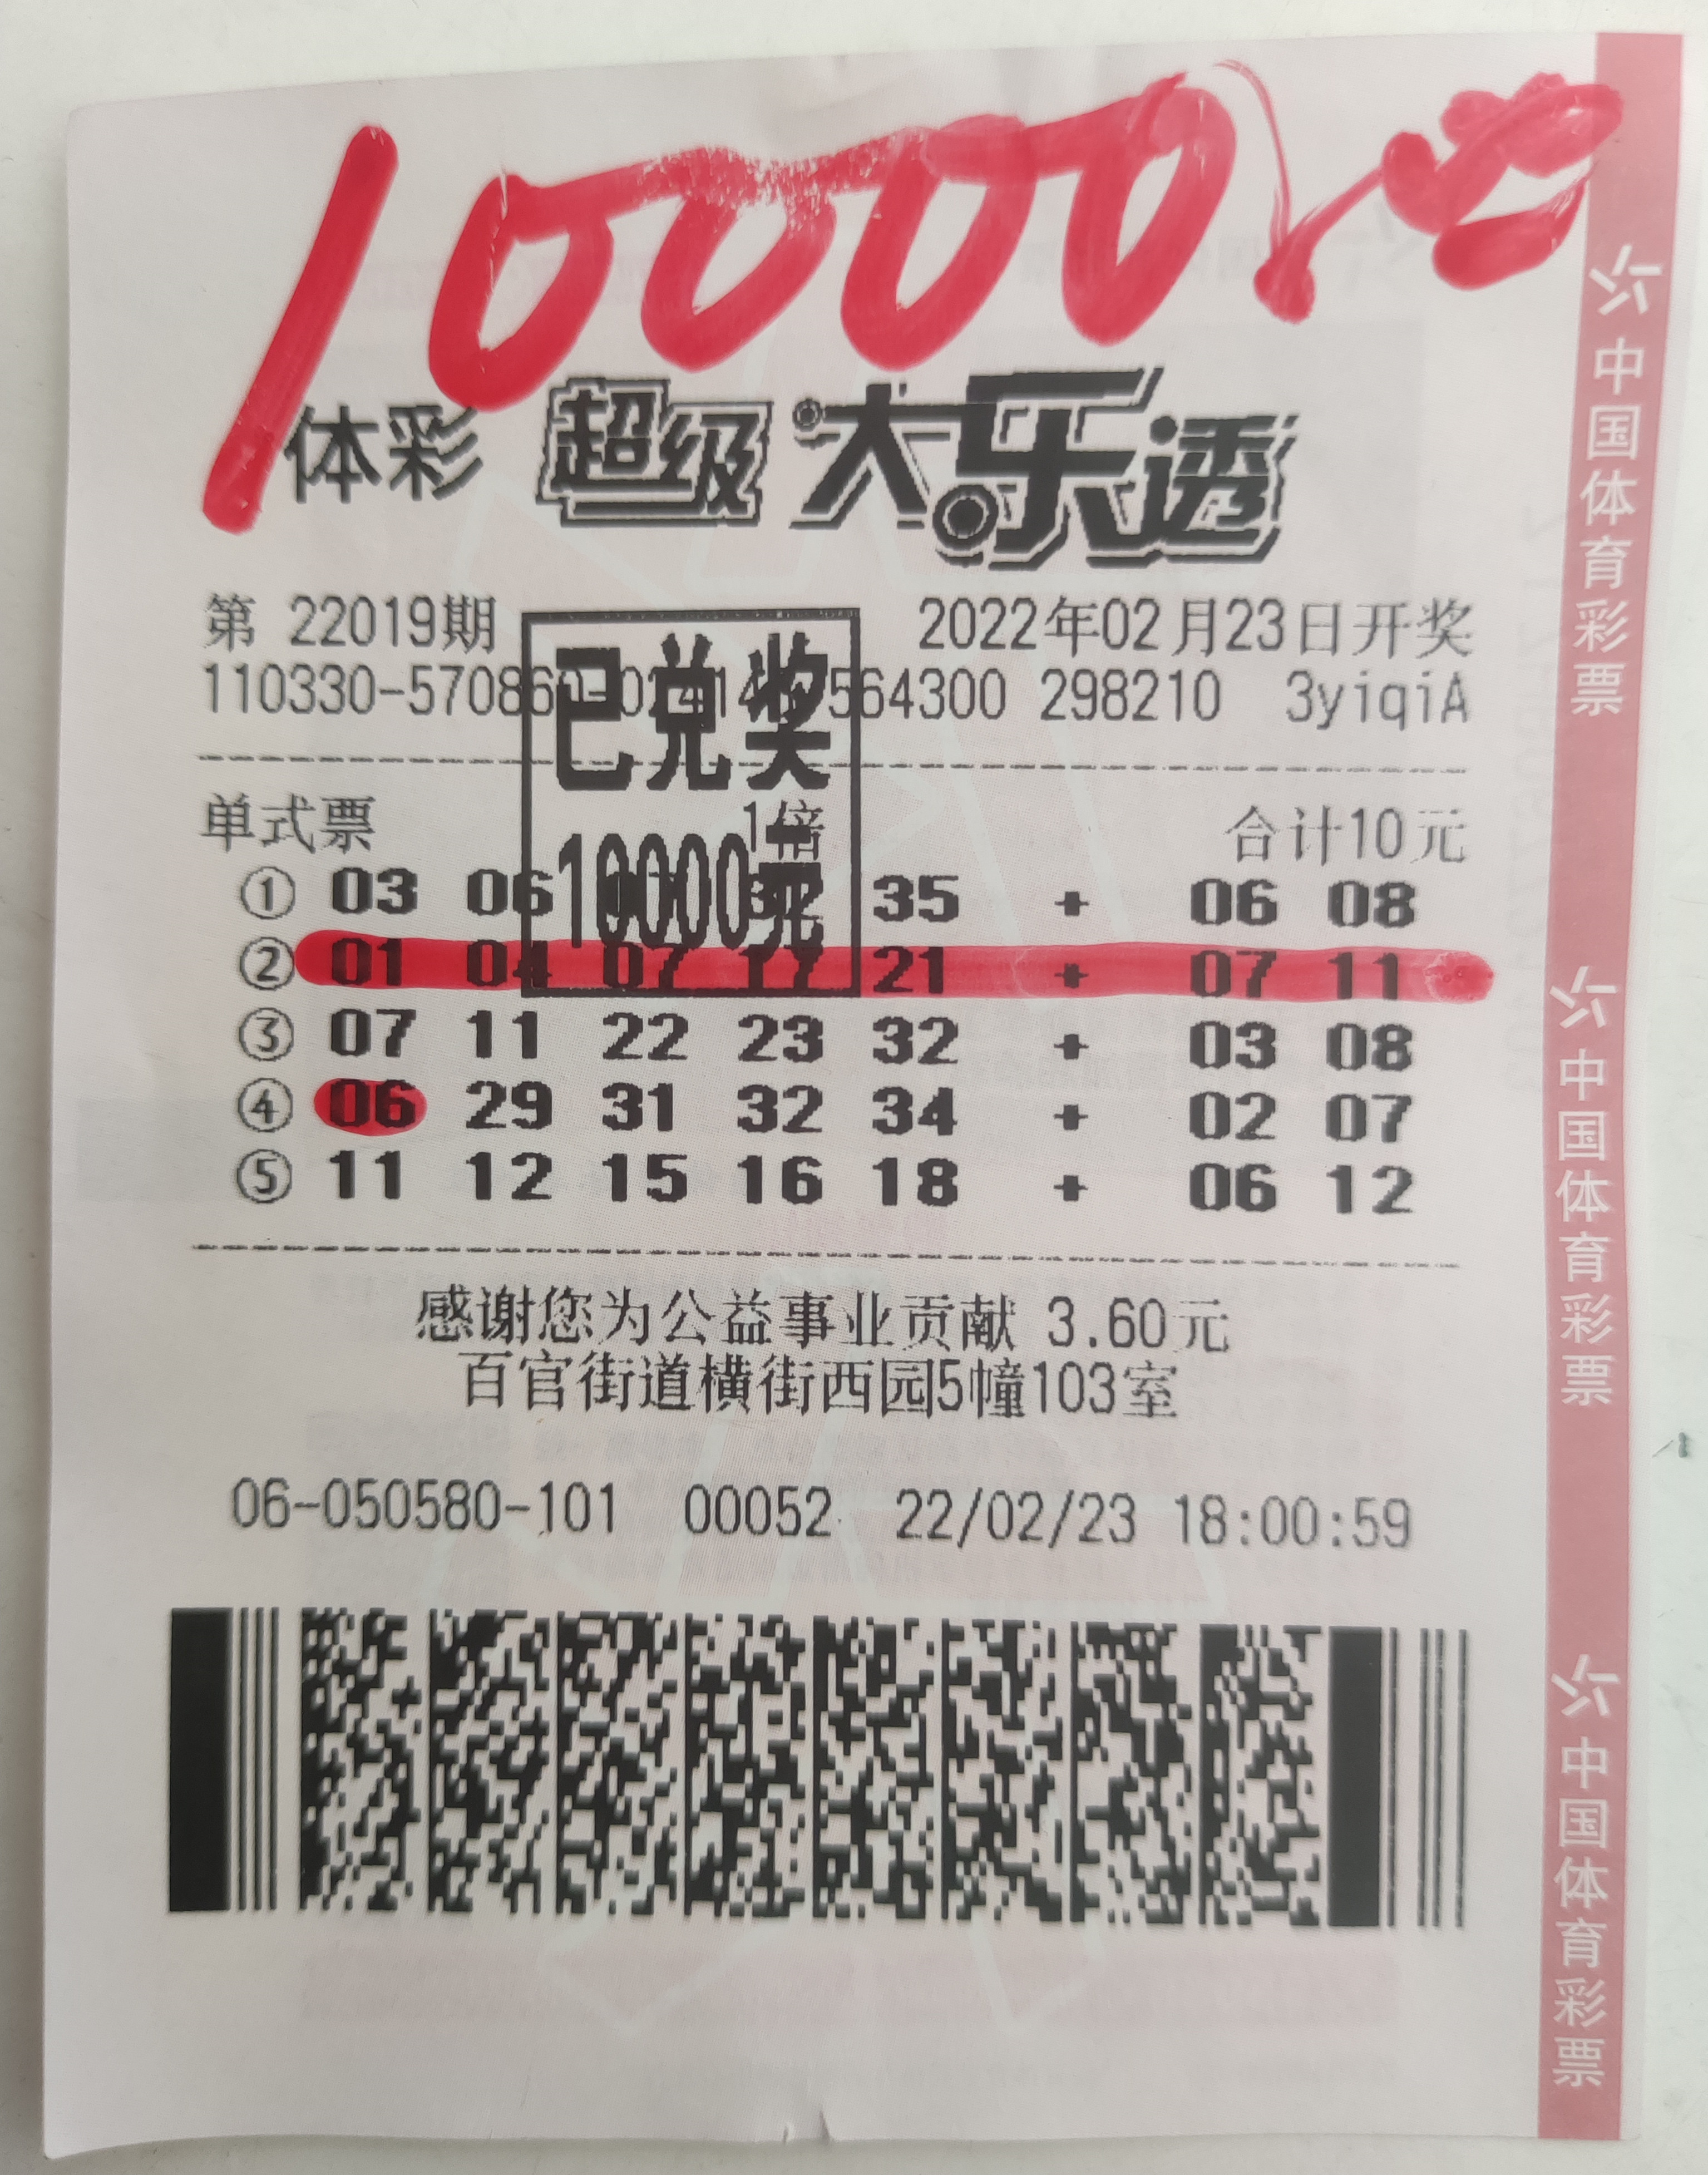 10000元
体彩 超级大乐透
第 22019期 2022年02月23日开奖
110330-570860-02414 564300 298210 3yiqiA
已兑奖
10000元
单式票 1倍 合计10元
① 03 06 32 35 + 06 08
② 01 04 07 17 21 + 07 11
③ 07 11 22 23 32 + 03 08
④ 06 29 31 32 34 + 02 07
⑤ 11 12 15 16 18 + 06 12
感谢您为公益事业贡献 3.60元
百官街道横街西园5幢103室
06-050580-101 00052 22/02/23 18:00:59
中国体育彩票
中国体育彩票
中国体育彩票